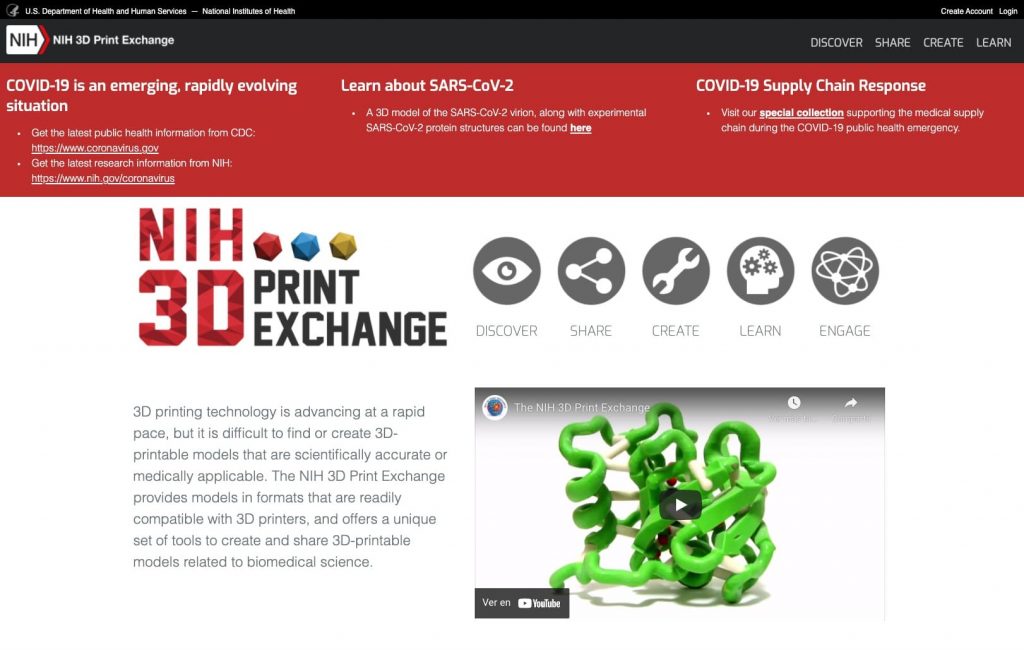 U.S. Department of Health and Human Services — National Institutes of Health
Create Account Login
NIH NIH 3D Print Exchange
DISCOVER SHARE CREATE LEARN
COVID-19 is an emerging, rapidly evolving
situation
• Get the latest public health information from CDC:
https://www.coronavirus.gov
• Get the latest research information from NIH:
https://www.nih.gov/coronavirus
Learn about SARS-CoV-2
• A 3D model of the SARS-CoV-2 virion, along with experimental
SARS-CoV-2 protein structures can be found here
COVID-19 Supply Chain Response
• Visit our special collection supporting the medical supply
chain during the COVID-19 public health emergency.
NIH
3D PRINT
EXCHANGE
DISCOVER SHARE CREATE LEARN ENGAGE
3D printing technology is advancing at a rapid
pace, but it is difficult to find or create 3D-
printable models that are scientifically accurate or
medically applicable. The NIH 3D Print Exchange
provides models in formats that are readily
compatible with 3D printers, and offers a unique
set of tools to create and share 3D-printable
models related to biomedical science.
The NIH 3D Print Exchange
Ver en YouTube